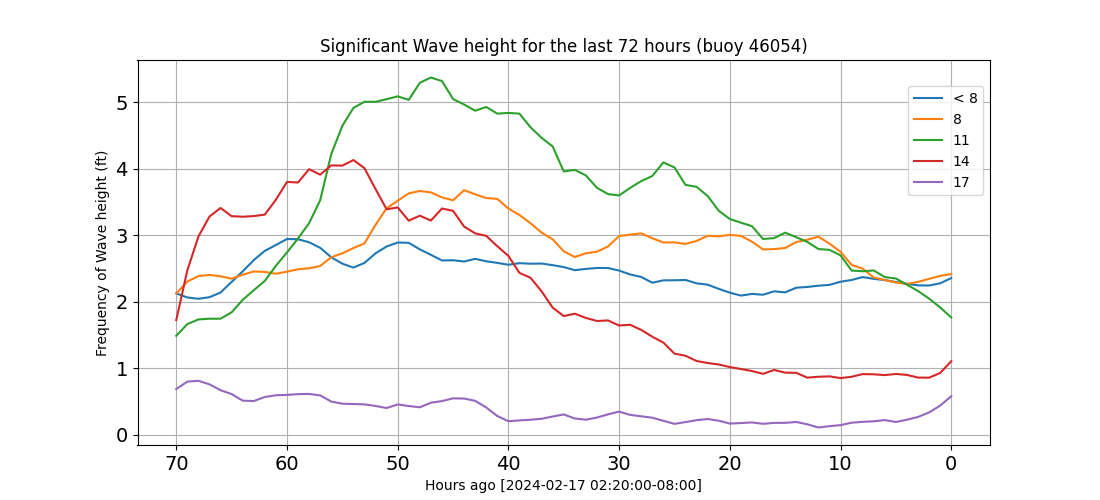 Significant Wave height for the last 72 hours (buoy 46054)
Frequency of Wave height (ft)
5
4
3
2
1
0
< 8
8
11
14
17
70 60 50 40 30 20 10 0
Hours ago [2024-02-17 02:20:00-08:00]